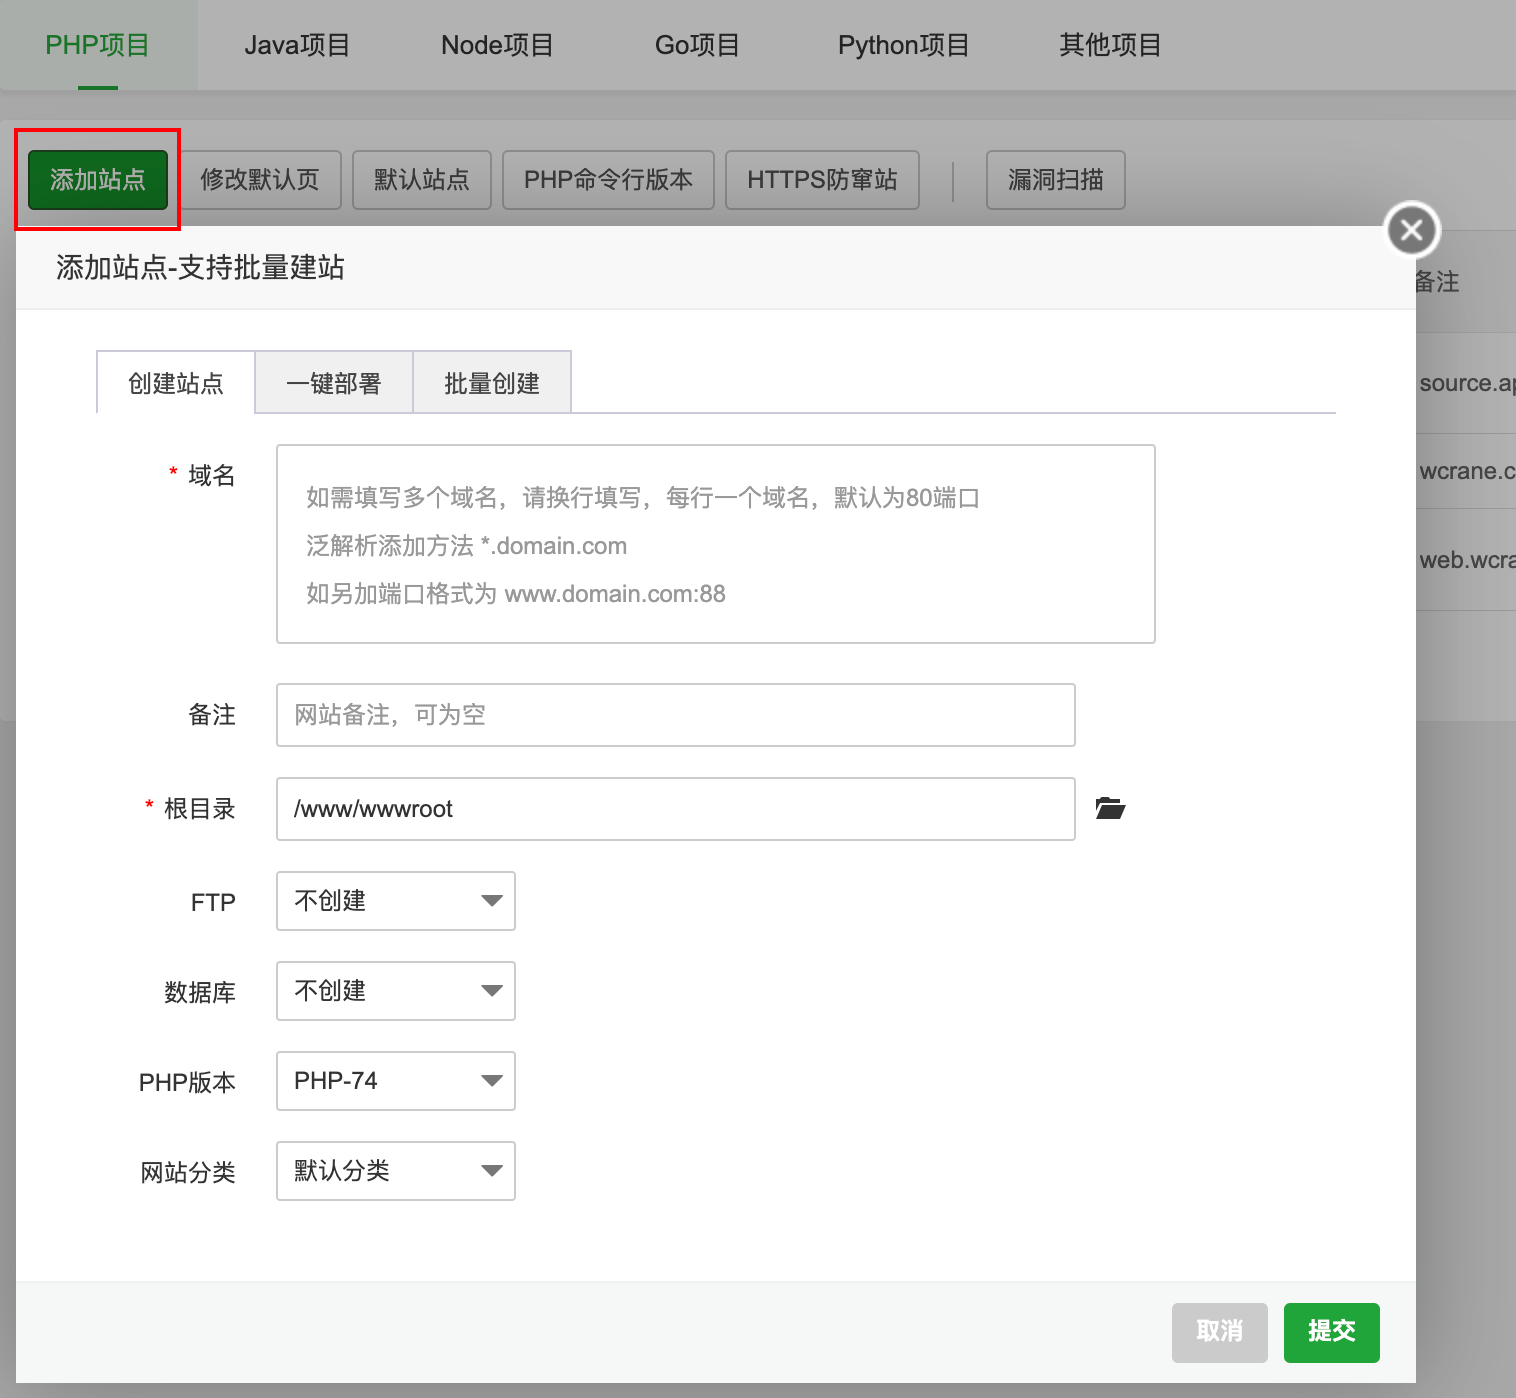 PHP项目 Java项目 Node项目 Go项目 Python项目 其他项目
添加站点 修改默认页 默认站点 PHP命令行版本 HTTPS防窜站 漏洞扫描
添加站点-支持批量建站
备注
创建站点 一键部署 批量创建
source.ap
* 域名
wcrane.c
如需填写多个域名，请换行填写，每行一个域名，默认为80端口
泛解析添加方法 *.domain.com
web.wcra
如另加端口格式为 www.domain.com:88
备注 网站备注，可为空
* 根目录 /www/wwwroot
FTP 不创建
数据库 不创建
PHP版本 PHP-74
网站分类 默认分类
取消 提交